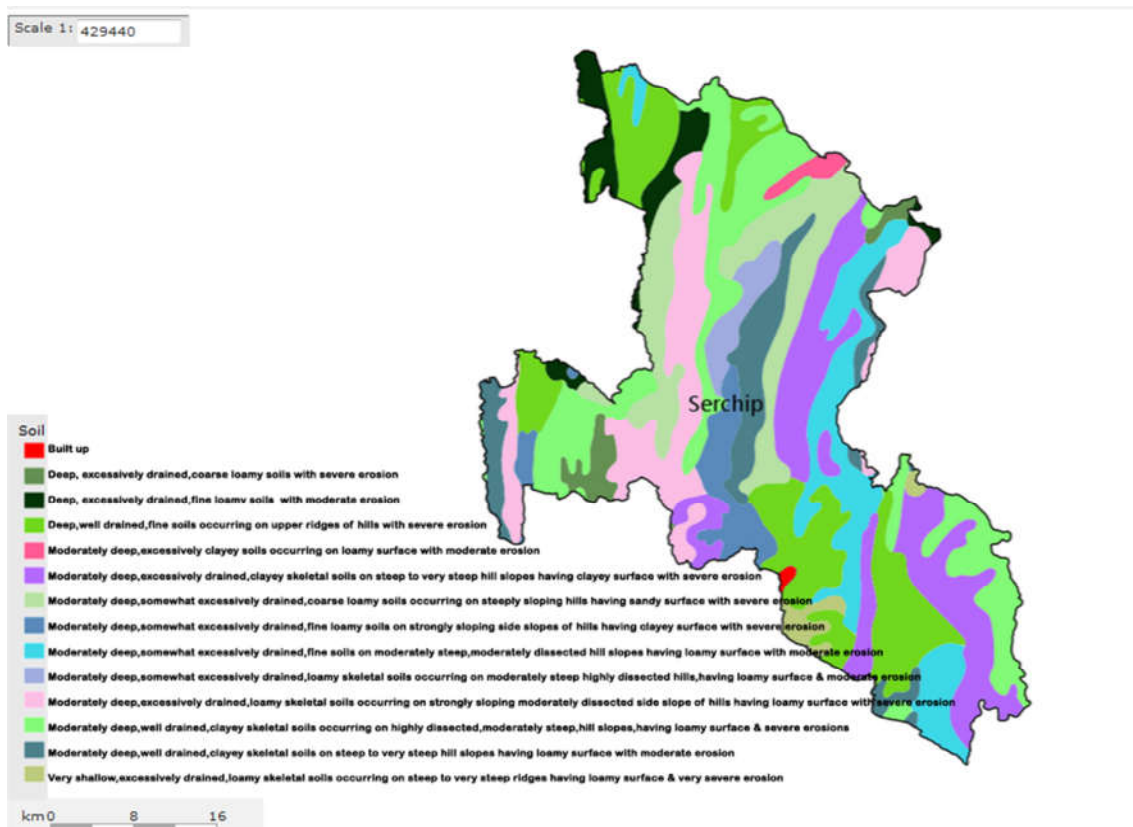 Scale 1: 429440
Serchip
Soil
Built up
Deep, excessively drained,coarse loamy soils with severe erosion
Deep, excessively drained,fine loamy soils with moderate erosion
Deep,well drained,fine soils occurring on upper ridges of hills with severe erosion
Moderately deep,excessively clayey soils occurring on loamy surface with moderate erosion
Moderately deep,excessively drained,clayey skeletal soils on steep to very steep hill slopes having clayey surface with severe erosion
Moderately deep,somewhat excessively drained,coarse loamy soils occurring on steeply sloping hills having sandy surface with severe erosion
Moderately deep,somewhat excessively drained,fine loamy soils on strongly sloping side slopes of hills having clayey surface with severe erosion
Moderately deep,somewhat excessively drained,fine soils on moderately steep,moderately dissected hill slopes having loamy surface with moderate erosion
Moderately deep,somewhat excessively drained,loamy skeletal soils occurring on moderately steep highly dissected hills,having loamy surface & moderate erosion
Moderately deep,excessively drained,loamy skeletal soils occurring on strongly sloping moderately dissected side slope of hills having loamy surface with severe erosion
Moderately deep,well drained,clayey skeletal soils occurring on highly dissected,moderately steep,hill slopes,having loamy surface & severe erosions
Moderately deep,well drained,clayey skeletal soils on steep to very steep hill slopes having loamy surface with moderate erosion
Very shallow,excessively drained,loamy skeletal soils occurring on steep to very steep ridges having loamy surface & very severe erosion
km 0 8 16